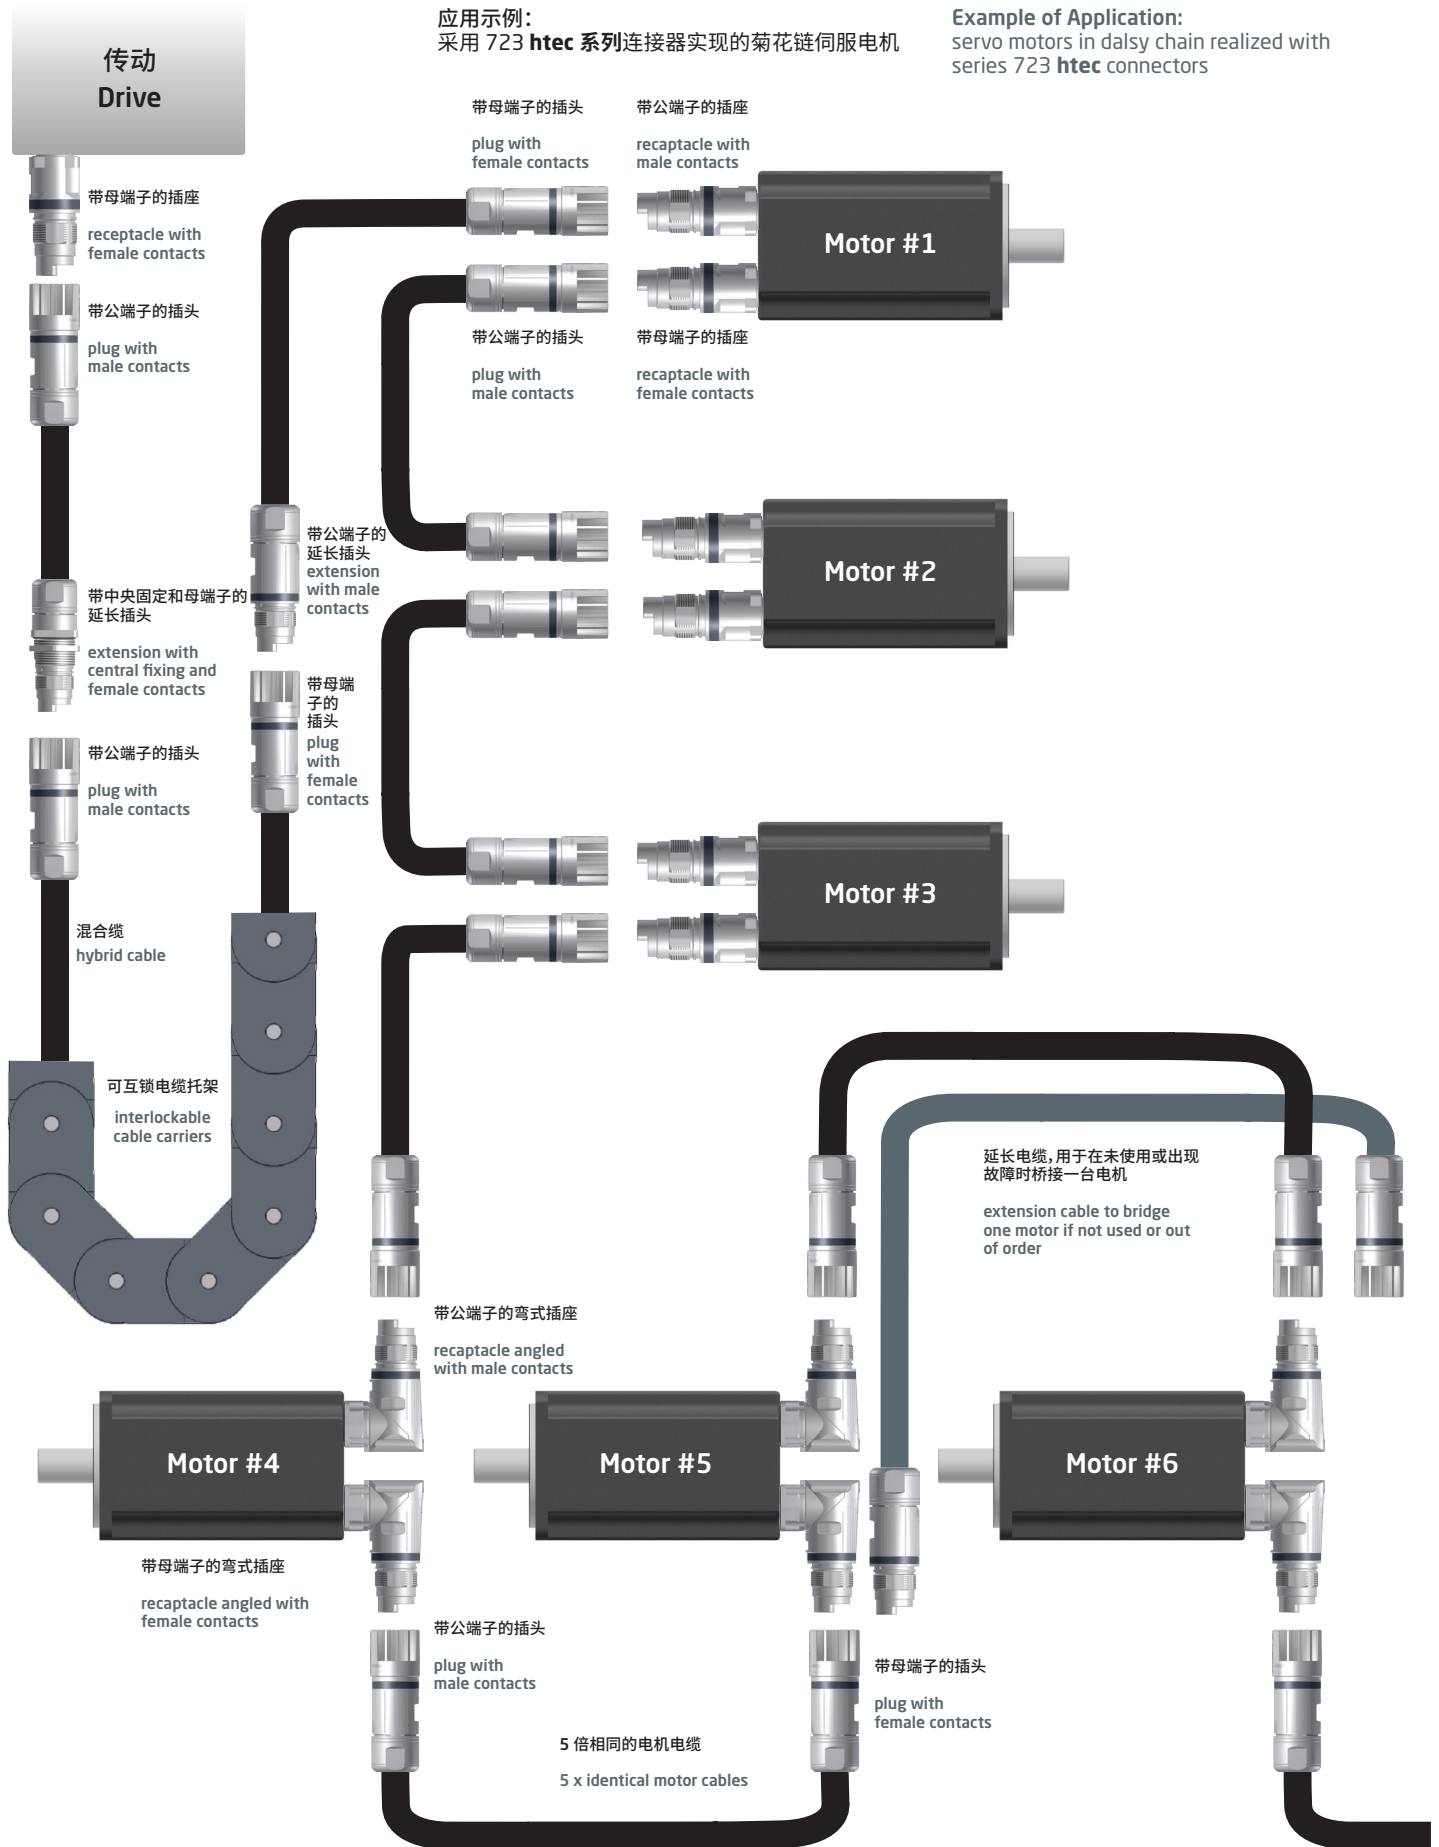 应用示例：
采用 723 htec 系列连接器实现的菊花链伺服电机
Example of Application:
servo motors in daisy chain realized with
series 723 htec connectors
传动
Drive
带母端子的插头
plug with
female contacts
带公端子的插座
recaptacle with
male contacts
带母端子的插座
receptacle with
female contacts
Motor #1
带公端子的插头
plug with
male contacts
带公端子的插头
plug with
male contacts
带母端子的插座
recaptacle with
female contacts
带公端子的
延长插头
extension
with male
contacts
Motor #2
带中央固定和母端子的
延长插头
extension with
central fixing and
female contacts
带母端
子的
插头
plug
with
female
contacts
带公端子的插头
plug with
male contacts
Motor #3
混合缆
hybrid cable
可互锁电缆托架
interlockable
cable carriers
延长电缆，用于在未使用或出现
故障时桥接一台电机
extension cable to bridge
one motor if not used or out
of order
带公端子的弯式插座
recaptacle angled
with male contacts
Motor #4
Motor #5
Motor #6
带母端子的弯式插座
recaptacle angled with
female contacts
带公端子的插头
plug with
male contacts
带母端子的插头
plug with
female contacts
5 倍相同的电机电缆
5 x identical motor cables